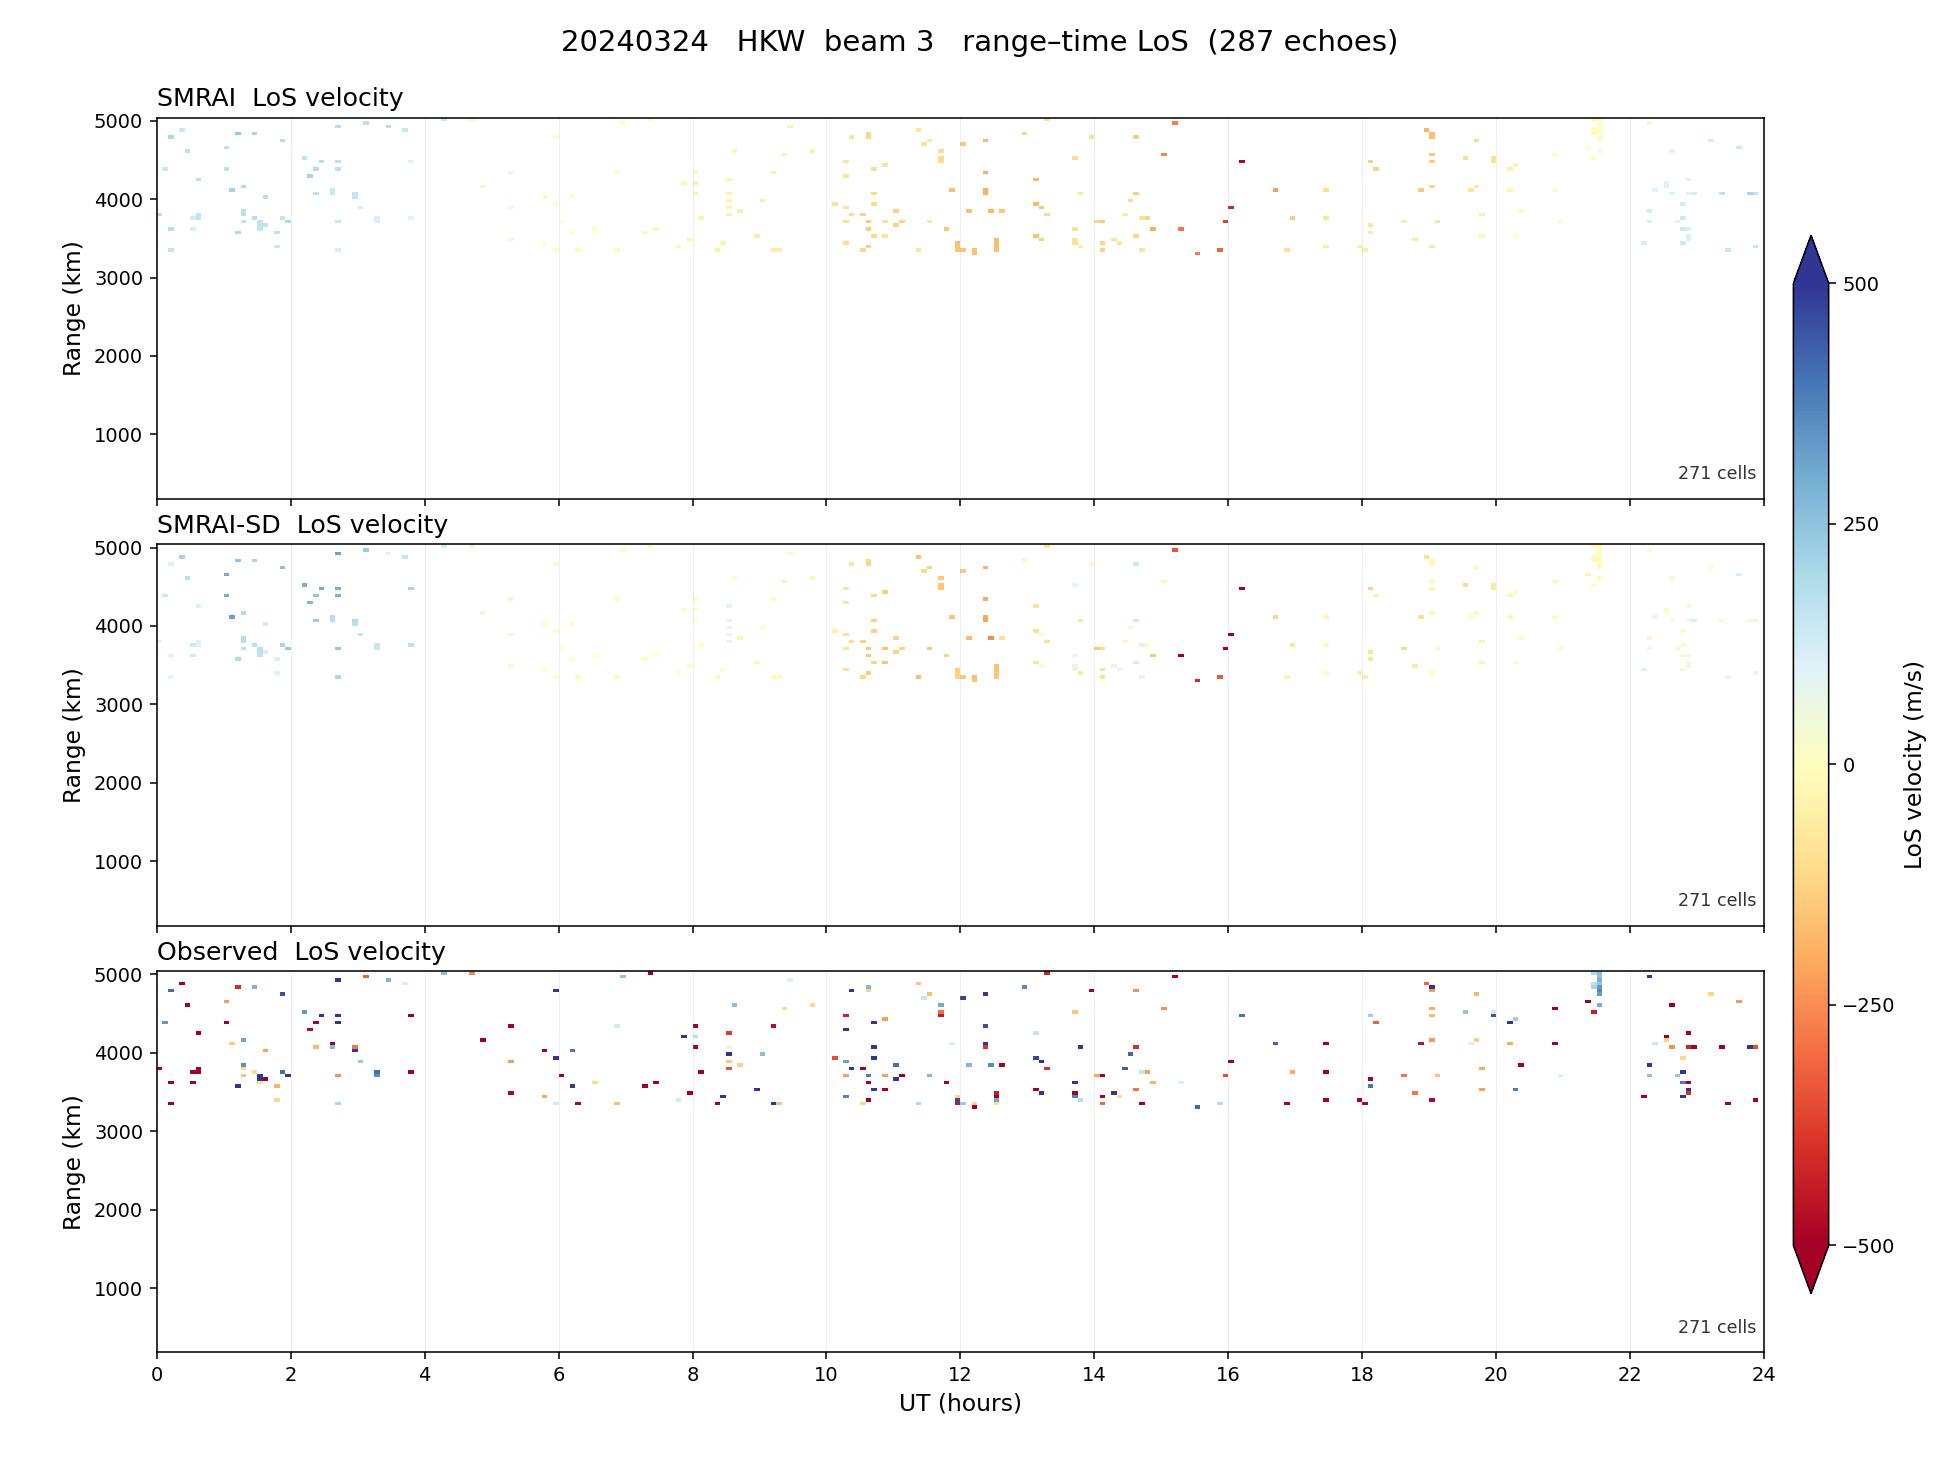 20240324   HKW  beam 3   range–time LoS  (287 echoes)
SMRAI  LoS velocity
5000
4000
3000
2000
1000
Range (km)
271 cells
SMRAI-SD  LoS velocity
5000
4000
3000
2000
1000
Range (km)
271 cells
Observed  LoS velocity
5000
4000
3000
2000
1000
Range (km)
271 cells
0 2 4 6 8 10 12 14 16 18 20 22 24
UT (hours)
500
250
0
−250
−500
LoS velocity (m/s)